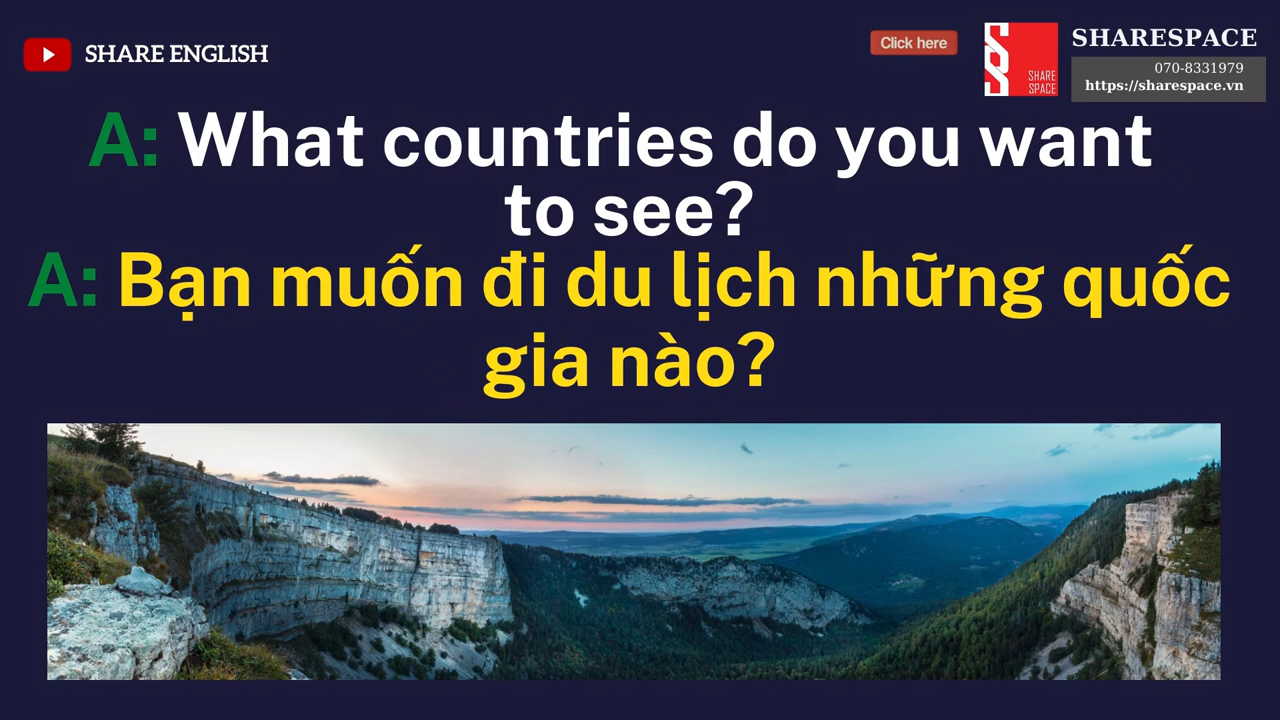 SHARE ENGLISH
Click here
SHARE
SPACE
SHARESPACE
070-8331979
https://sharespace.vn
A: What countries do you want
to see?
A: Bạn muốn đi du lịch những quốc
gia nào?